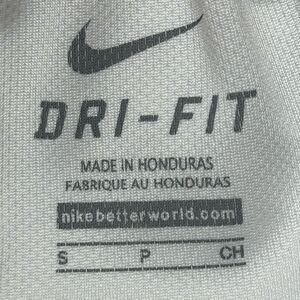 DRI-FIT
MADE IN HONDURAS
FABRIQUE AU HONDURAS
nikebetterworld.com
S P CH